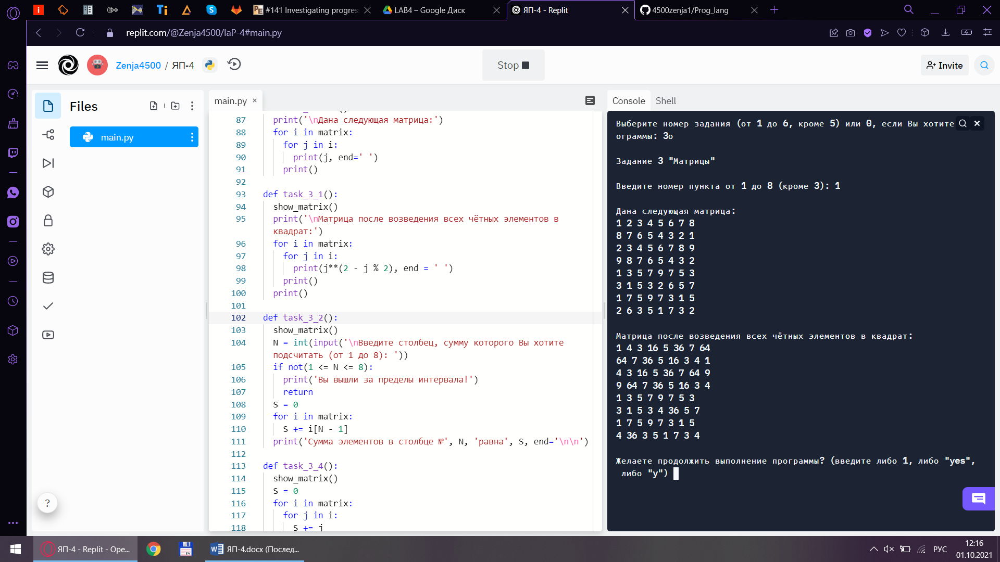 #141 Investigating progres
LAB4 – Google Диск
ЯП-4 - Replit
4500zenja1/Prog_lang
replit.com/@Zenja4500/IaP-4#main.py
Zenja4500 / ЯП-4
Stop
Invite
Files
main.py
main.py ×
87 print('\nДана следующая матрица:')
88 for i in matrix:
89 for j in i:
90 print(j, end=' ')
91 print()
92
93 def task_3_1():
94 show_matrix()
95 print('\nМатрица после возведения всех чётных элементов в
квадрат:')
96 for i in matrix:
97 for j in i:
98 print(j**(2 - j % 2), end = ' ')
99 print()
100 print()
101
102 def task_3_2():
103 show_matrix()
104 N = int(input('\nВведите столбец, сумму которого Вы хотите
подсчитать (от 1 до 8): '))
105 if not(1 <= N <= 8):
106 print('Вы вышли за пределы интервала!')
107 return
108 S = 0
109 for i in matrix:
110 S += i[N - 1]
111 print('Сумма элементов в столбце №', N, 'равна', S, end='\n\n')
112
113 def task_3_4():
114 show_matrix()
115 S = 0
116 for i in matrix:
117 for j in i:
118 S += j
Console Shell
Выберите номер задания (от 1 до 6, кроме 5) или 0, если Вы хотите
ограммы: 3о
Задание 3 "Матрицы"
Введите номер пункта от 1 до 8 (кроме 3): 1
Дана следующая матрица:
1 2 3 4 5 6 7 8
8 7 6 5 4 3 2 1
2 3 4 5 6 7 8 9
9 8 7 6 5 4 3 2
1 3 5 7 9 7 5 3
3 1 5 3 2 6 5 7
1 7 5 9 7 3 1 5
2 6 3 5 1 7 3 2
Матрица после возведения всех чётных элементов в квадрат:
1 4 3 16 5 36 7 64
64 7 36 5 16 3 4 1
4 3 16 5 36 7 64 9
9 64 7 36 5 16 3 4
1 3 5 7 9 7 5 3
3 1 5 3 4 36 5 7
1 7 5 9 7 3 1 5
4 36 3 5 1 7 3 4
Желаете продолжить выполнение программы? (введите либо 1, либо "yes",
либо "y")
?
ЯП-4 - Replit - Ope...
ЯП-4.docx (Послед...
РУС
12:16
01.10.2021